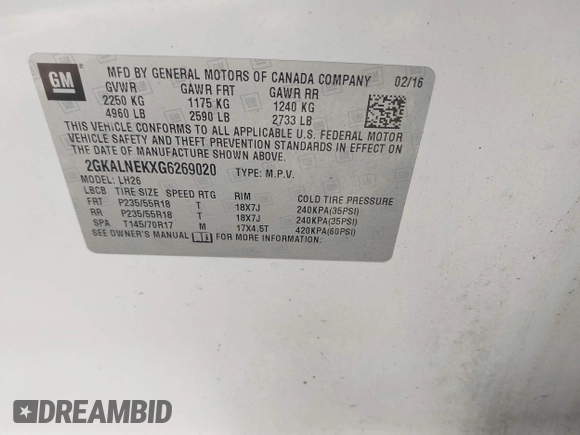 GM
MFD BY GENERAL MOTORS OF CANADA COMPANY 02/16
GVWR GAWR FRT GAWR RR
2250 KG 1175 KG 1240 KG
4960 LB 2590 LB 2733 LB
THIS VEHICLE CONFORMS TO ALL APPLICABLE U.S. FEDERAL MOTOR
VEHICLE SAFETY AND THEFT PREVENTION STANDARDS IN EFFECT ON
THE DATE OF MANUFACTURE SHOWN ABOVE.
2GKALNEKXG6269020 TYPE: M.P.V.
MODEL: LH26
LBCB TIRE SIZE SPEED RTG RIM COLD TIRE PRESSURE
FRT P235/55R18 T 18X7J 240KPA(35PSI)
RR P235/55R18 T 18X7J 240KPA(35PSI)
SPA T145/70R17 M 17X4.5T 420KPA(60PSI)
SEE OWNER'S MANUAL FOR MORE INFORMATION.
DREAMBID